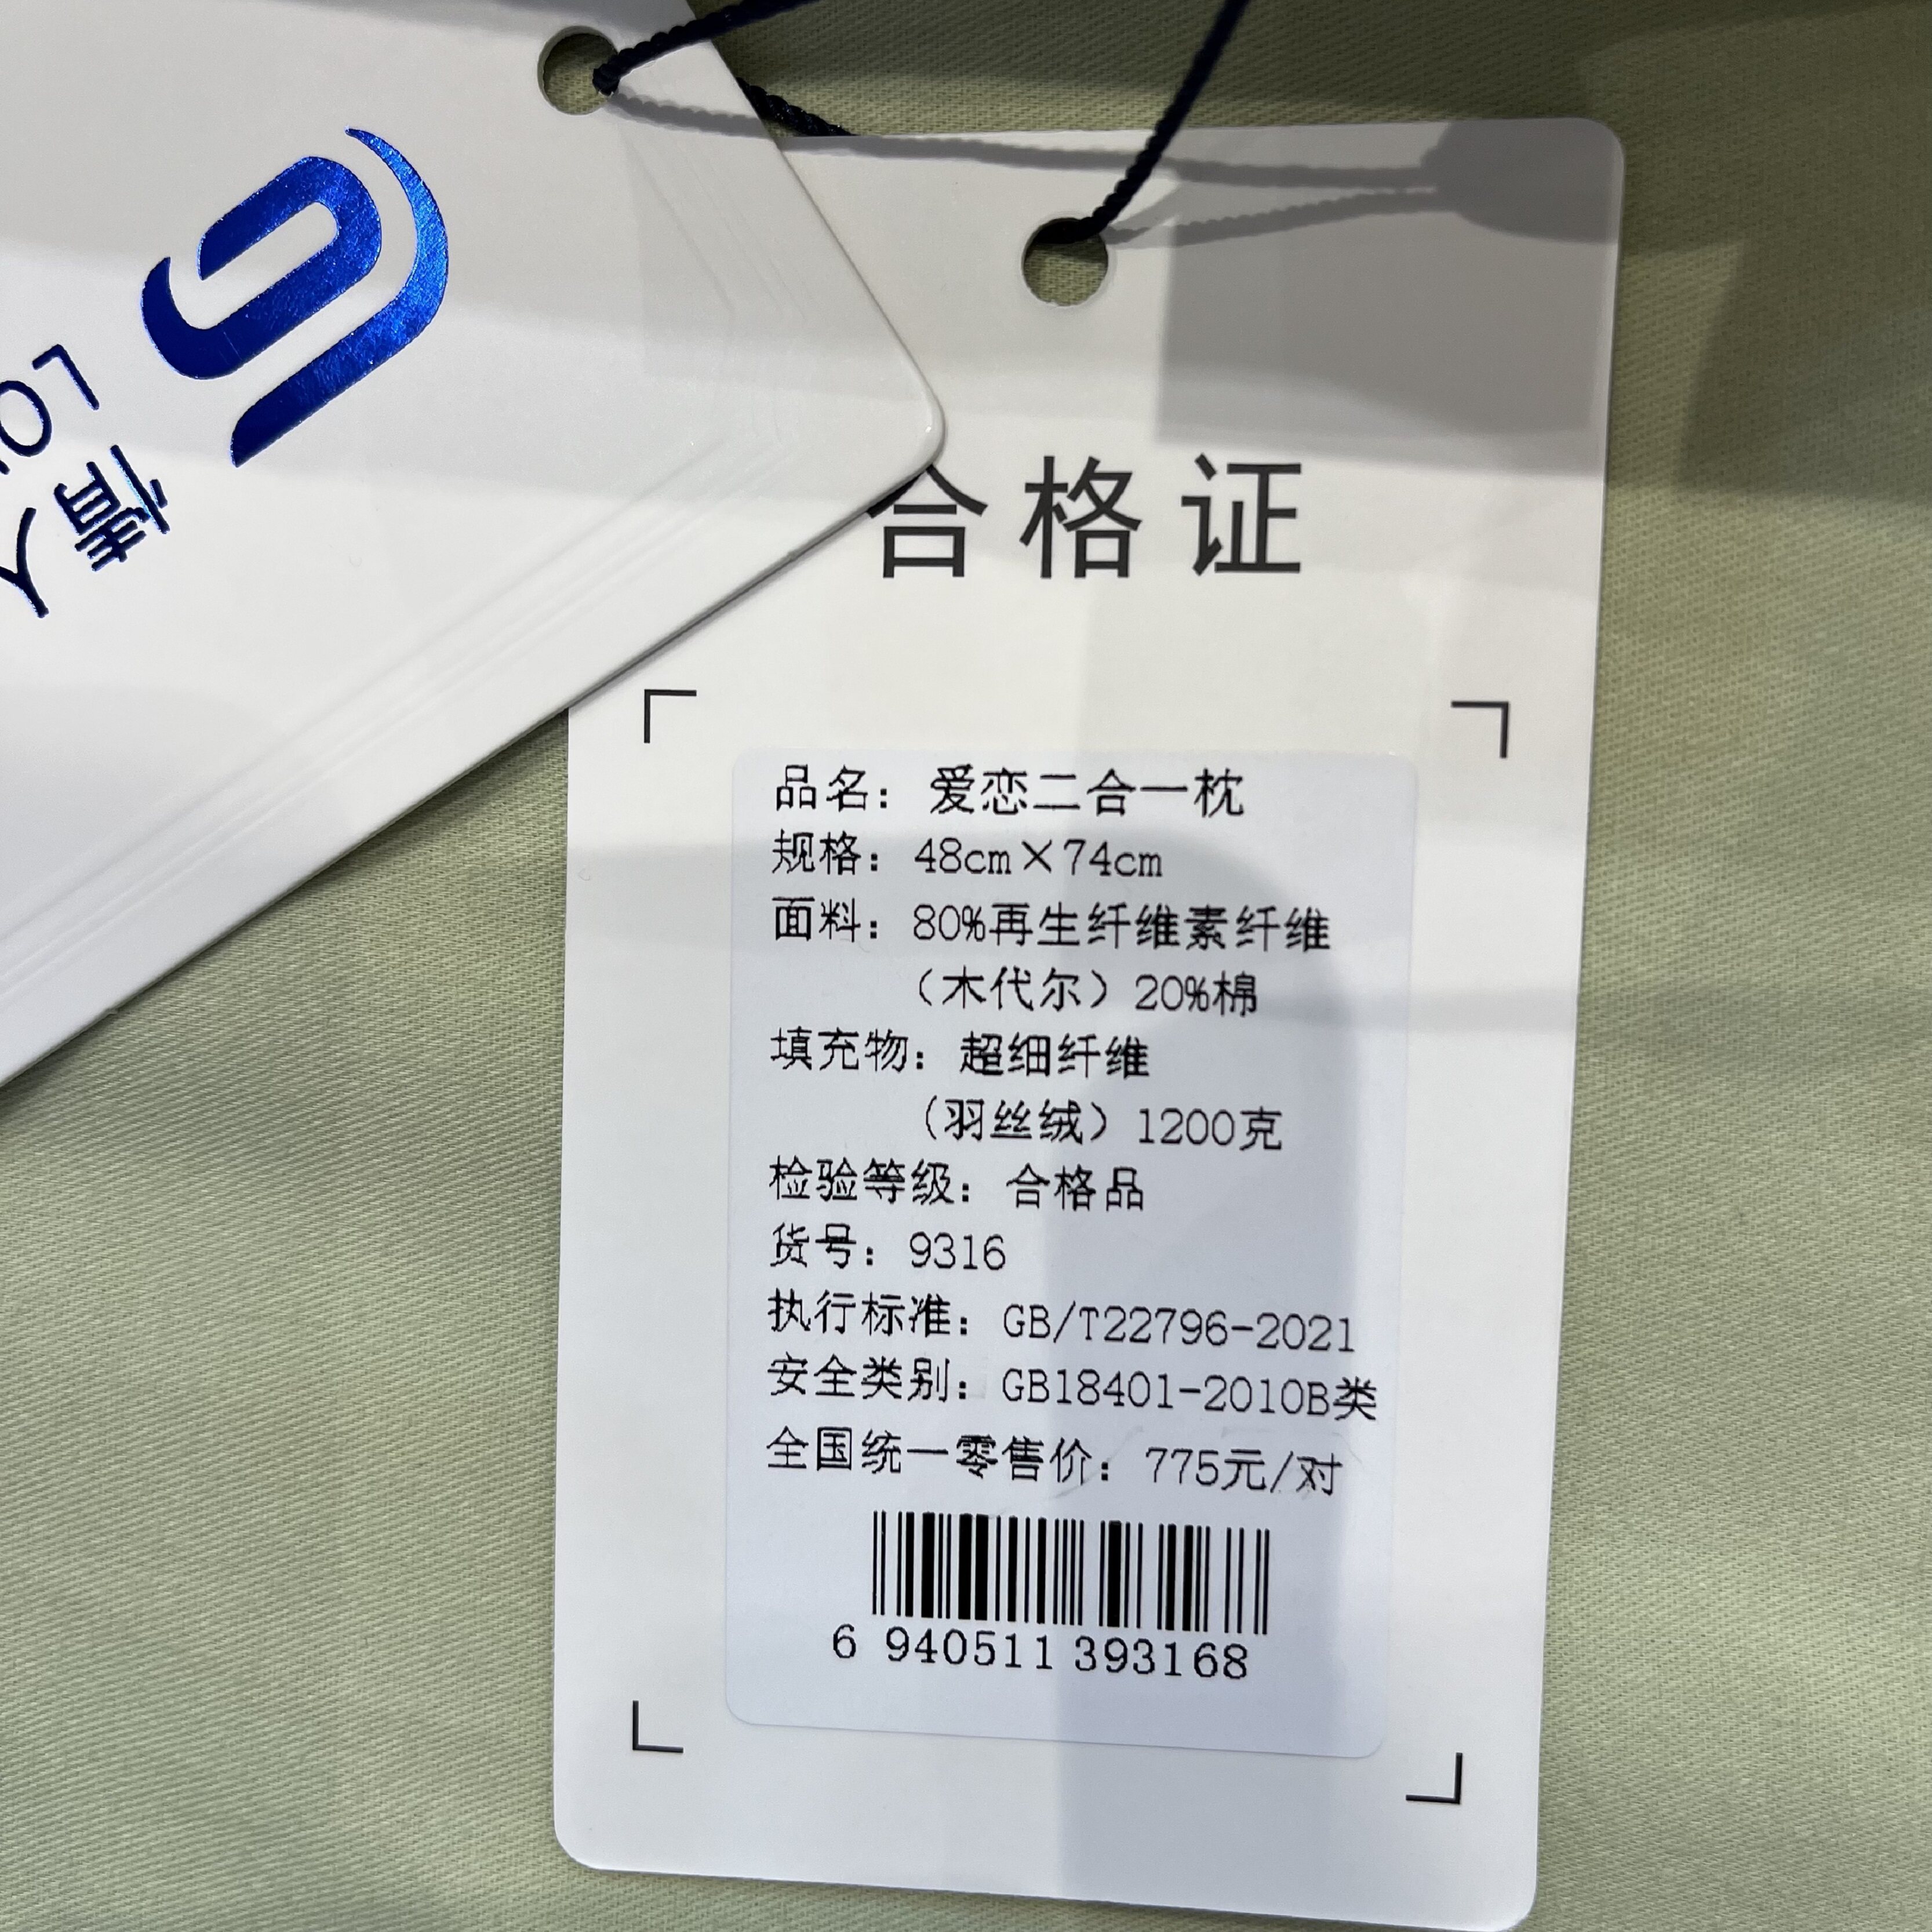 情人
合格证
品名：爱恋二合一枕
规格：48cm×74cm
面料：80%再生纤维素纤维
（木代尔）20%棉
填充物：超细纤维
（羽丝绒）1200克
检验等级：合格品
货号：9316
执行标准：GB/T22796-2021
安全类别：GB18401-2010B类
全国统一零售价：775元/对
6 940511 393168